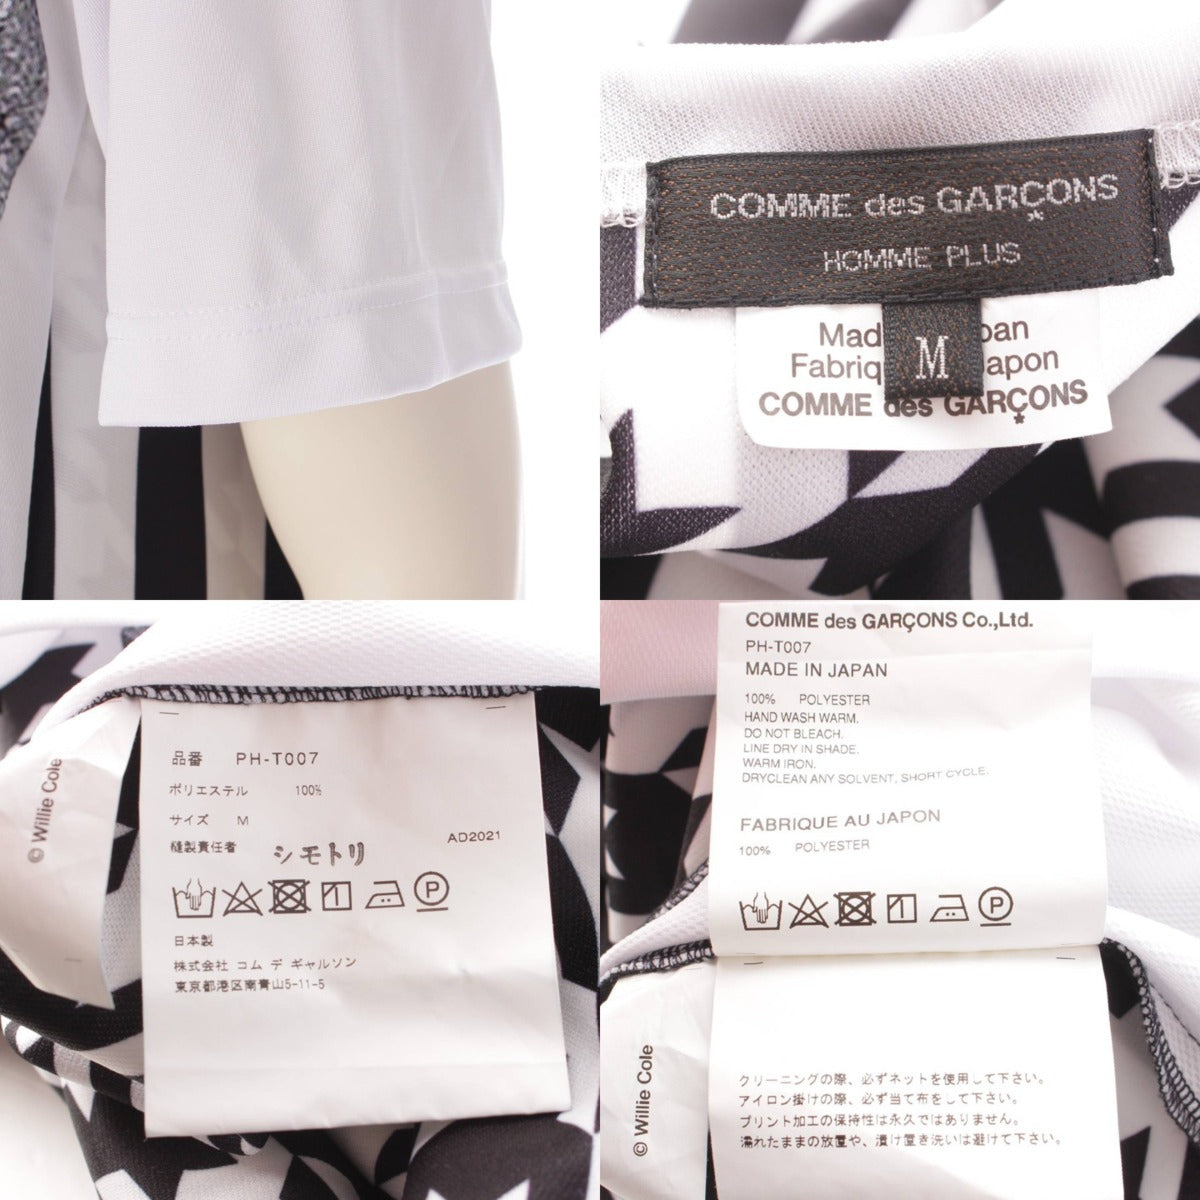 COMME des GARÇONS
HOMME PLUS
M
COMME des GARÇONS
© Willie Cole
品番 PH-T007
ポリエステル 100%
サイズ M
縫製責任者 シモトリ AD2021
P
日本製
株式会社 コム デ ギャルソン
東京都港区南青山5-11-5
COMME des GARÇONS Co.,Ltd.
PH-T007
MADE IN JAPAN
100% POLYESTER
HAND WASH WARM.
DO NOT BLEACH.
LINE DRY IN SHADE.
WARM IRON.
DRYCLEAN ANY SOLVENT, SHORT CYCLE.
FABRIQUE AU JAPON
100% POLYESTER
P
© Willie Cole
クリーニングの際、必ずネットを使用して下さい。
アイロン掛けの際、必ず当て布をして下さい。
プリント加工の保持性は永久ではありません。
濡れたままの放置や、漬け置き洗いは避けて下さい。